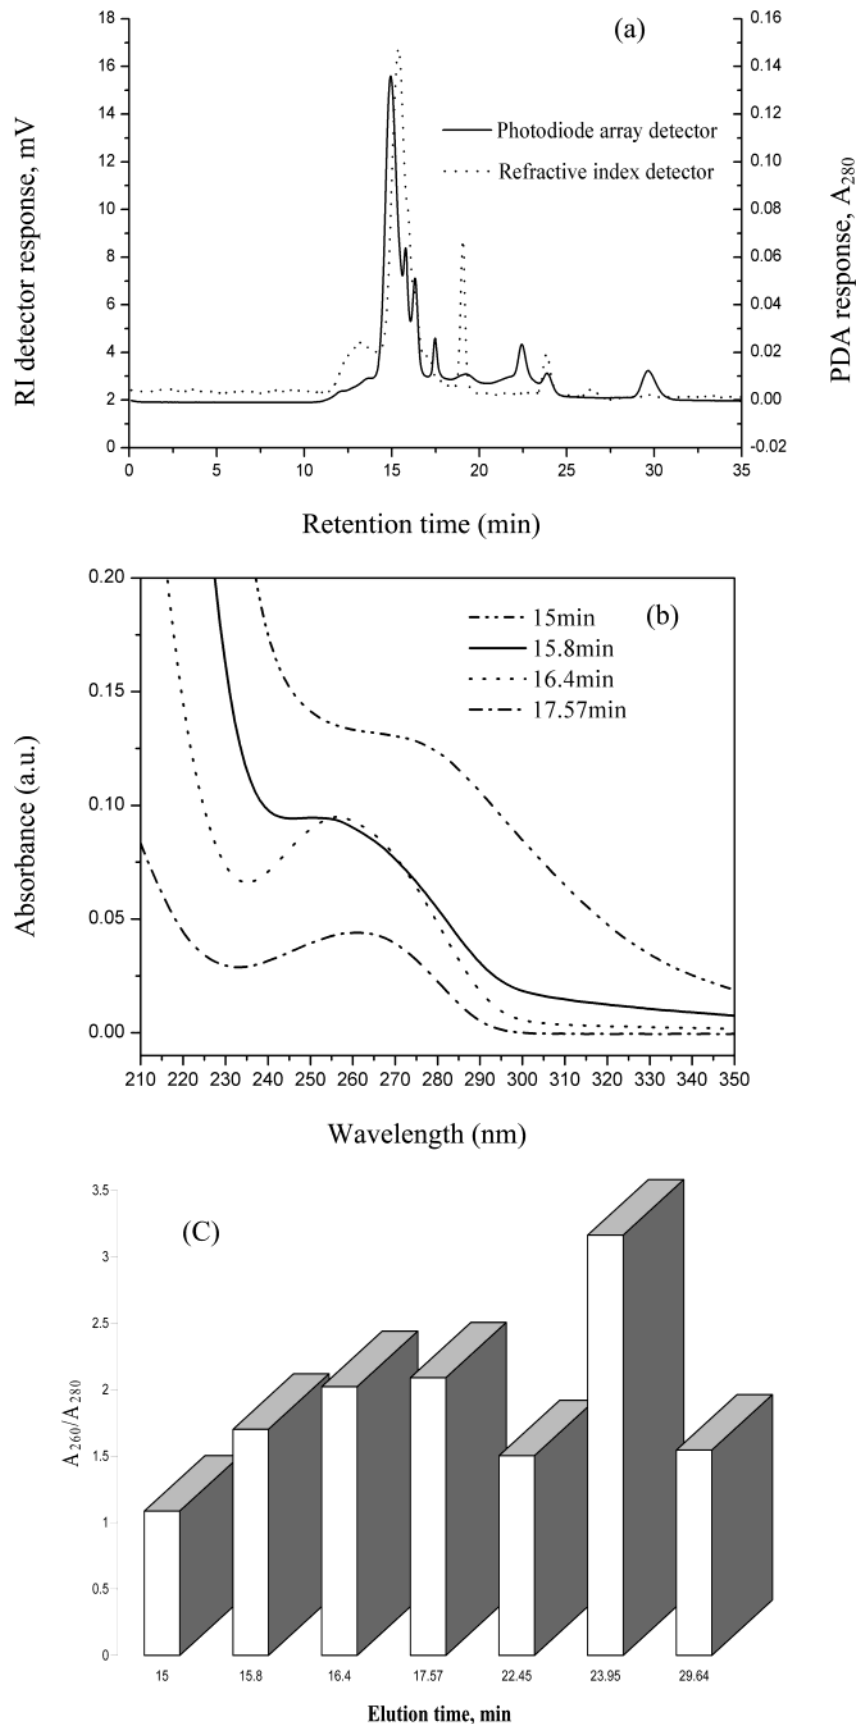 (a)
RI detector response, mV
18
16
14
12
10
8
6
4
2
0
PDA response, A280
0.16
0.14
0.12
0.10
0.08
0.06
0.04
0.02
0.00
-0.02
Photodiode array detector
Refractive index detector
0 5 10 15 20 25 30 35
Retention time (min)
(b)
Absorbance (a.u.)
0.20
0.15
0.10
0.05
0.00
15min
15.8min
16.4min
17.57min
210 220 230 240 250 260 270 280 290 300 310 320 330 340 350
Wavelength (nm)
(C)
A260/A280
3.5
3
2.5
2
1.5
1
0.5
0
15 15.8 16.4 17.57 22.45 23.95 29.64
Elution time, min